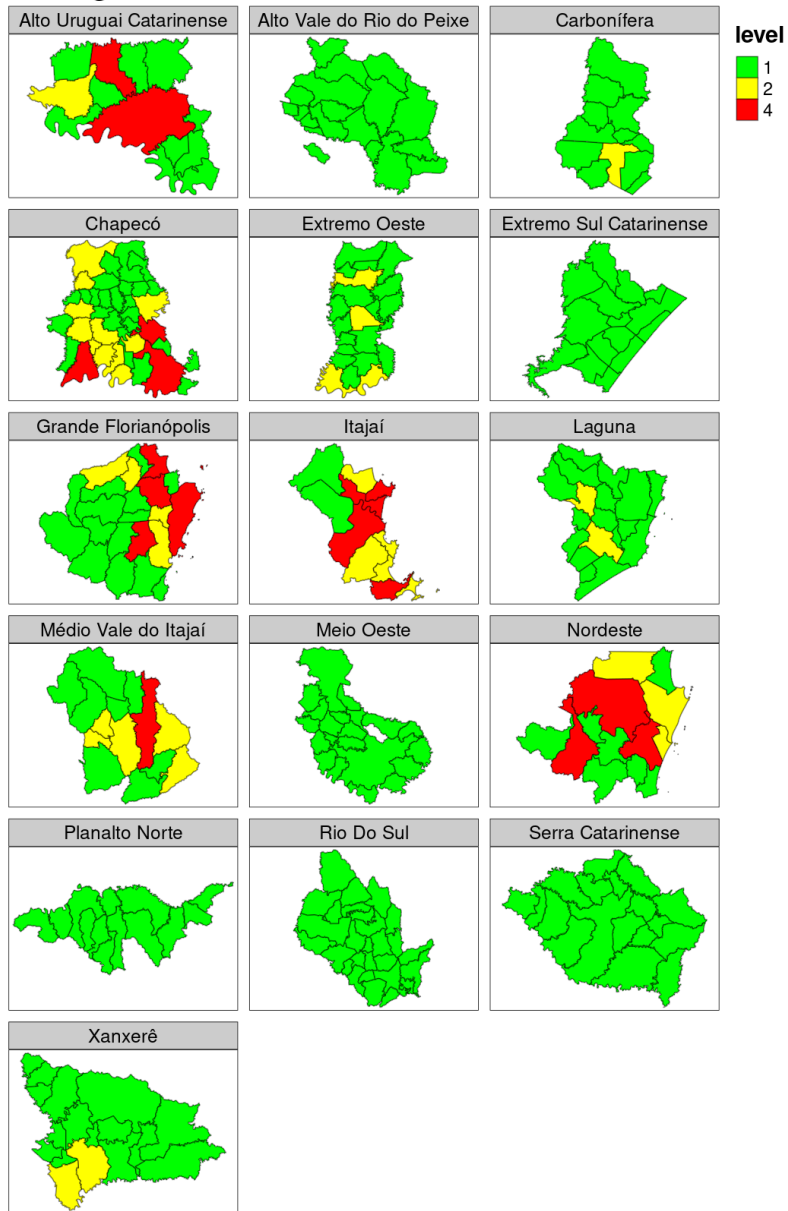 Alto Uruguai Catarinense
Alto Vale do Rio do Peixe
Carbonífera
level
1
2
4
Chapecó
Extremo Oeste
Extremo Sul Catarinense
Grande Florianópolis
Itajaí
Laguna
Médio Vale do Itajaí
Meio Oeste
Nordeste
Planalto Norte
Rio Do Sul
Serra Catarinense
Xanxerê